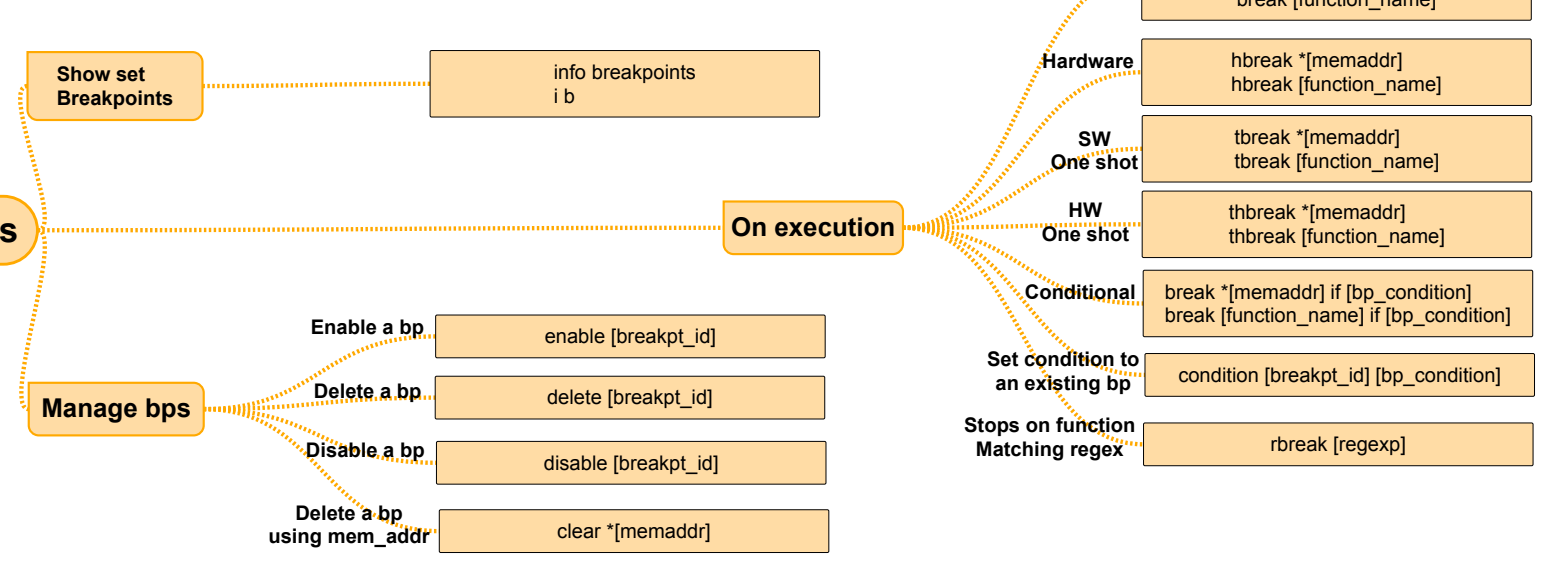 break [function_name]
Show set
Breakpoints
info breakpoints
i b
Hardware
hbreak *[memaddr]
hbreak [function_name]
SW
One shot
tbreak *[memaddr]
tbreak [function_name]
s
On execution
HW
One shot
thbreak *[memaddr]
thbreak [function_name]
Conditional
break *[memaddr] if [bp_condition]
break [function_name] if [bp_condition]
Set condition to
an existing bp
condition [breakpt_id] [bp_condition]
Stops on function
Matching regex
rbreak [regexp]
Manage bps
Enable a bp
enable [breakpt_id]
Delete a bp
delete [breakpt_id]
Disable a bp
disable [breakpt_id]
Delete a bp
using mem_addr
clear *[memaddr]